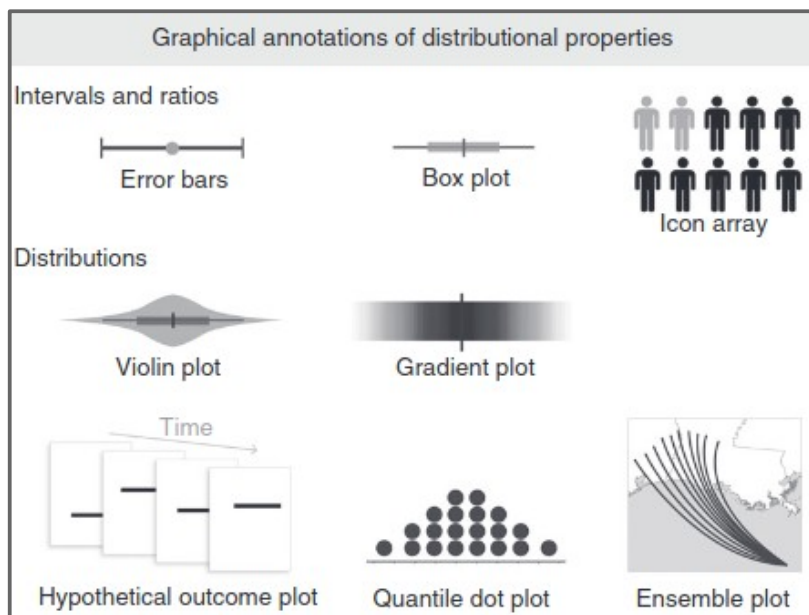 Graphical annotations of distributional properties
Intervals and ratios
Error bars
Box plot
Icon array
Distributions
Violin plot
Gradient plot
Time
Hypothetical outcome plot
Quantile dot plot
Ensemble plot